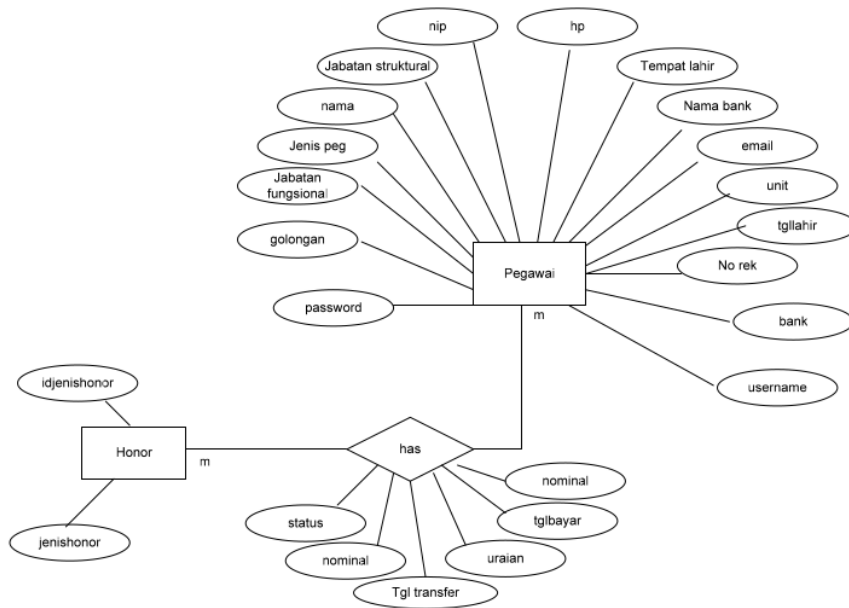 nip
hp
Jabatan struktural
Tempat lahir
nama
Nama bank
Jenis peg
email
Jabatan
fungsional
unit
tgllahir
golongan
No rek
Pegawai
password
m
bank
idjenishonor
username
Honor
has
m
nominal
status
tglbayar
jenishonor
nominal
uraian
Tgl transfer